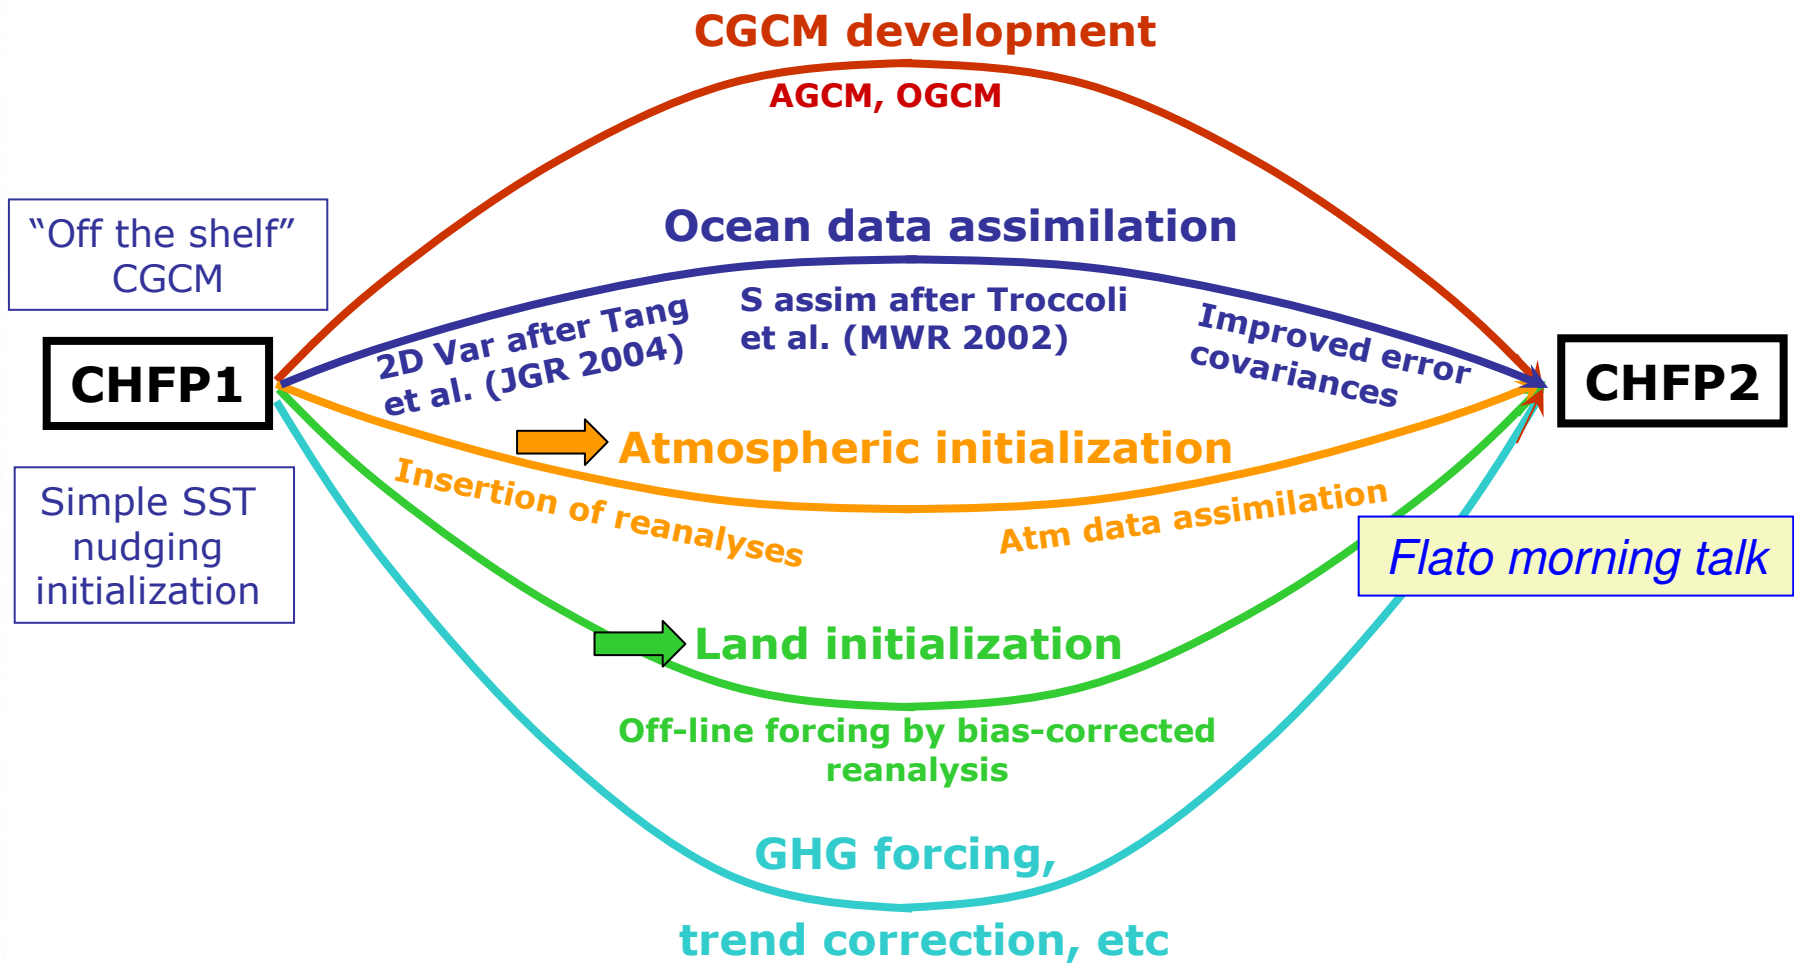 CGCM development
AGCM, OGCM
“Off the shelf”
CGCM
Ocean data assimilation
2D Var after Tang
et al. (JGR 2004)
S assim after Troccoli
et al. (MWR 2002)
Improved error
covariances
CHFP1
CHFP2
Atmospheric initialization
Insertion of reanalyses
Atm data assimilation
Simple SST
nudging
initialization
Flato morning talk
Land initialization
Off-line forcing by bias-corrected
reanalysis
GHG forcing,
trend correction, etc